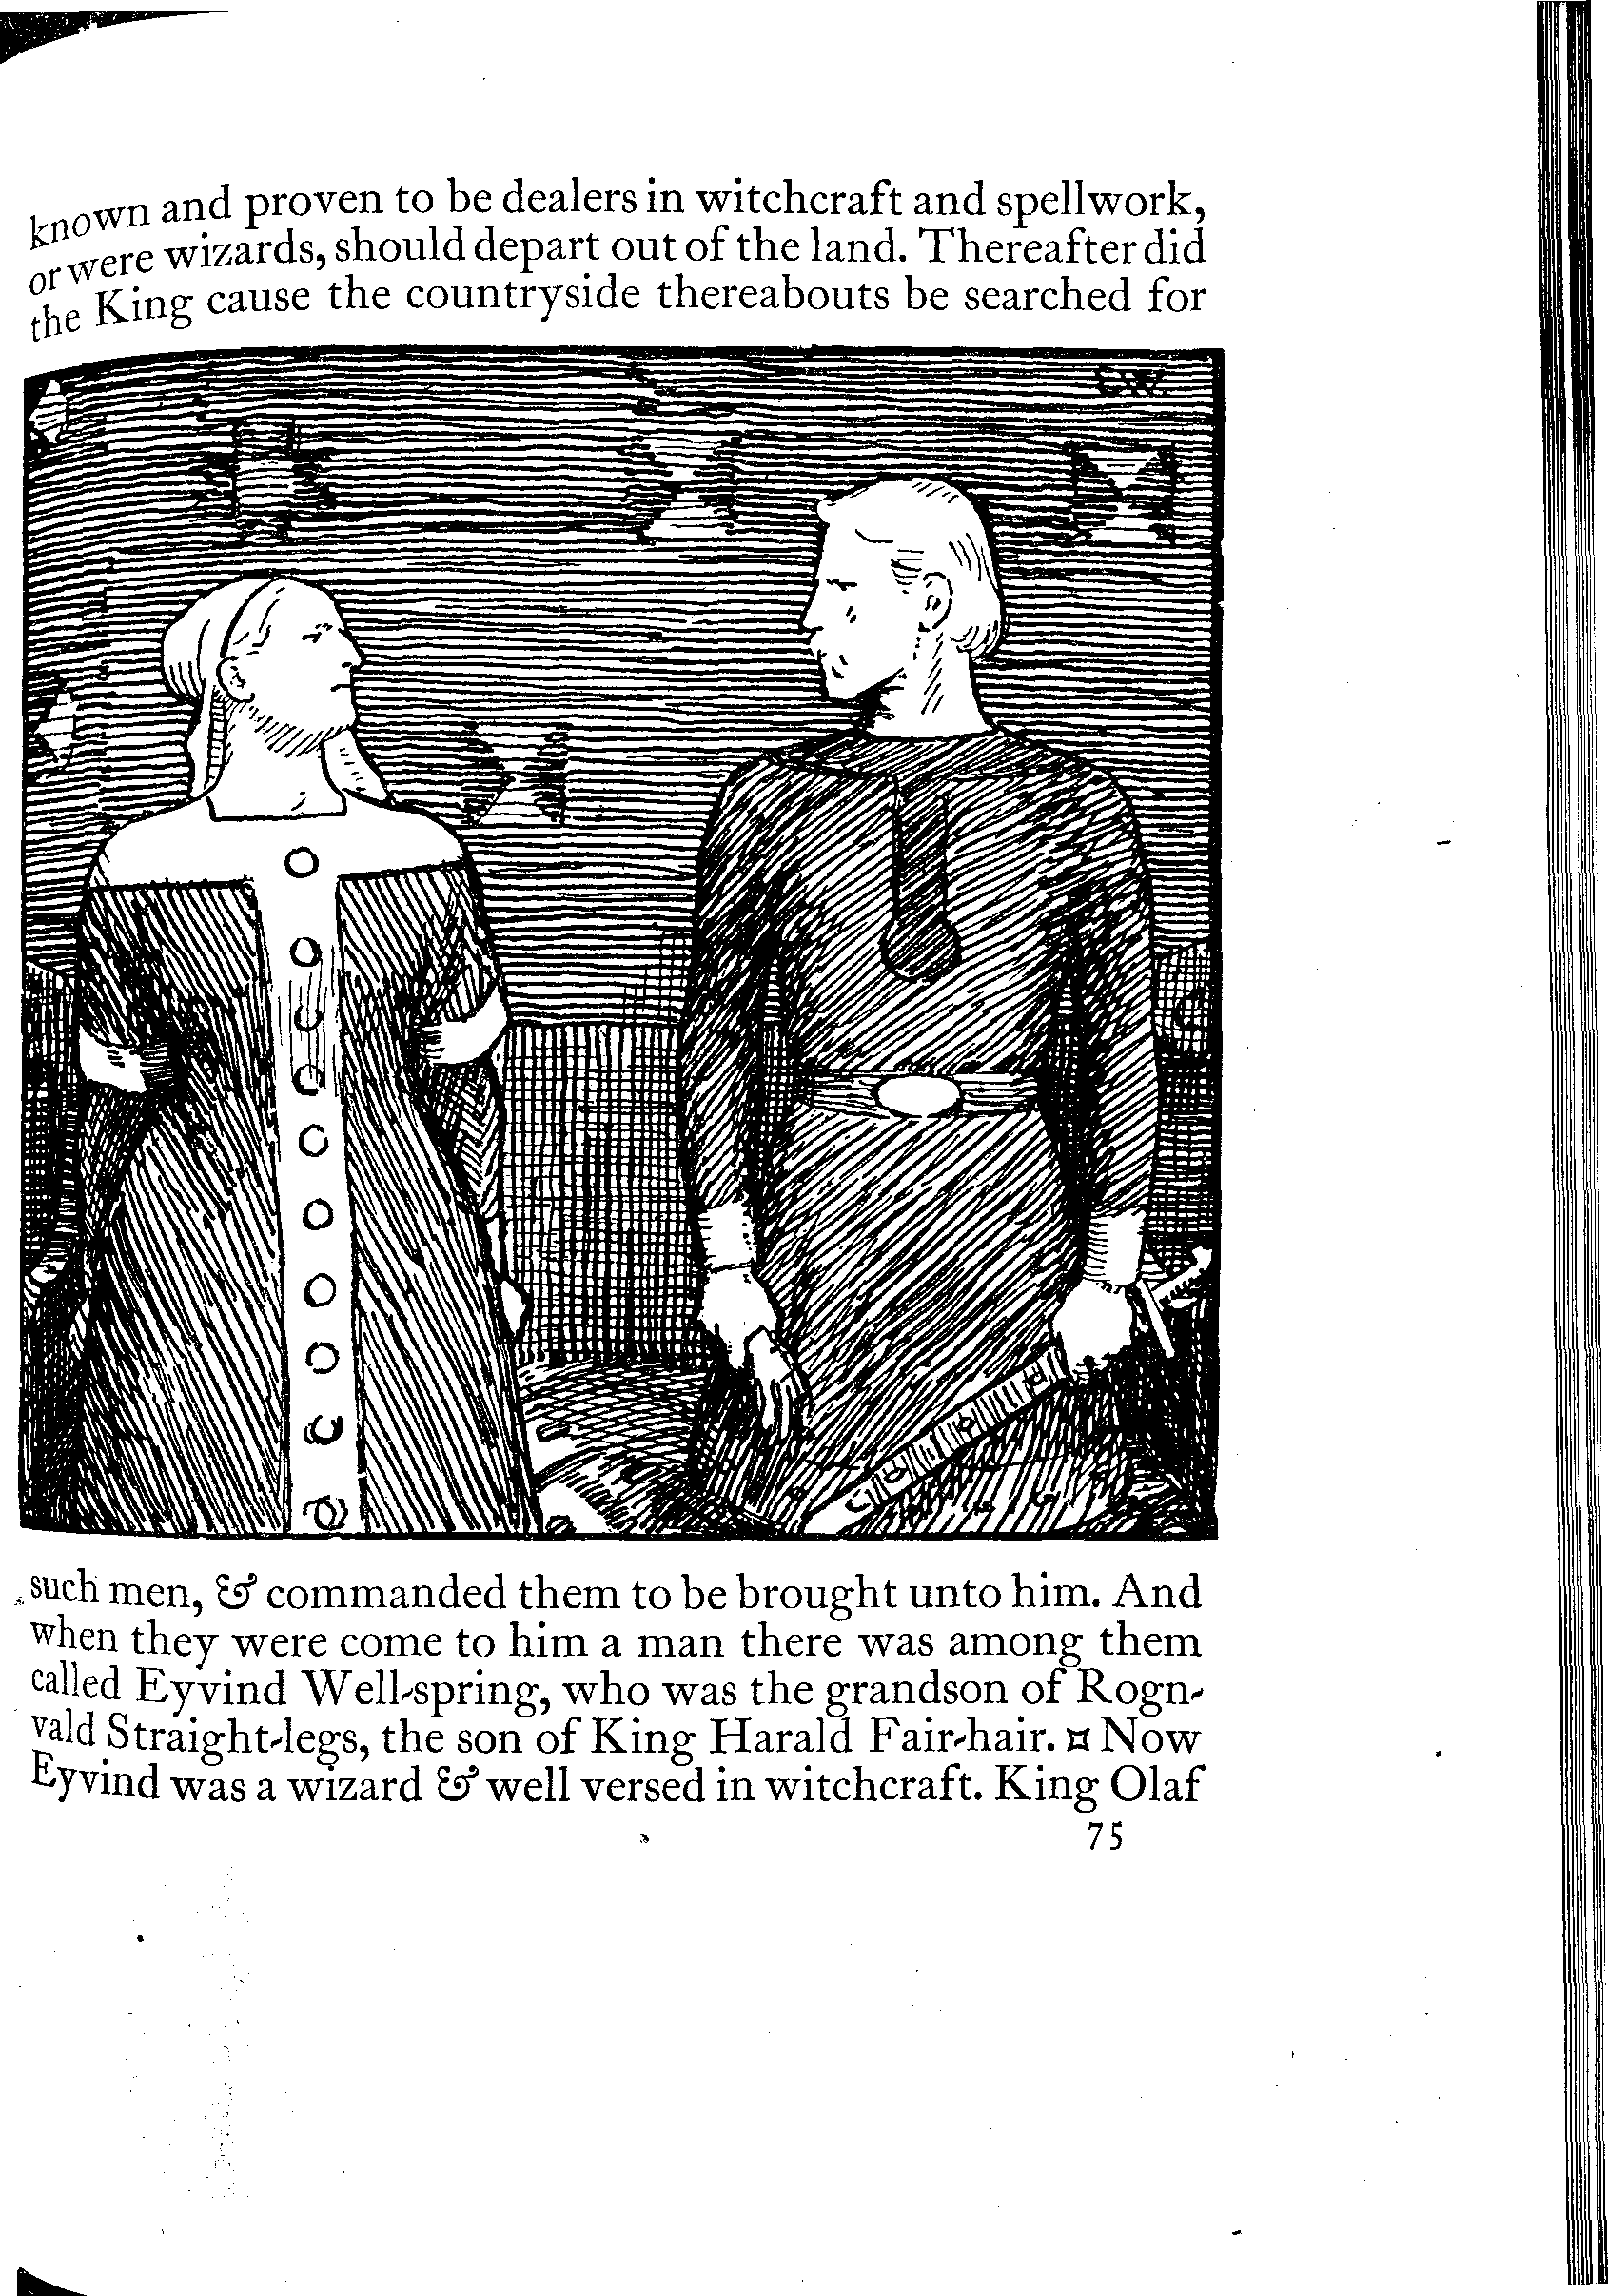 known and proven to be dealers in witchcraft and spellwork,
or were wizards, should depart out of the land. Thereafter did
the King cause the countryside thereabouts be searched for
C.W.
such men, & commanded them to be brought unto him. And
when they were come to him a man there was among them
called Eyvind Well-spring, who was the grandson of Rogn-
vald Straight-legs, the son of King Harald Fair-hair. ¤ Now
Eyvind was a wizard & well versed in witchcraft. King Olaf
75